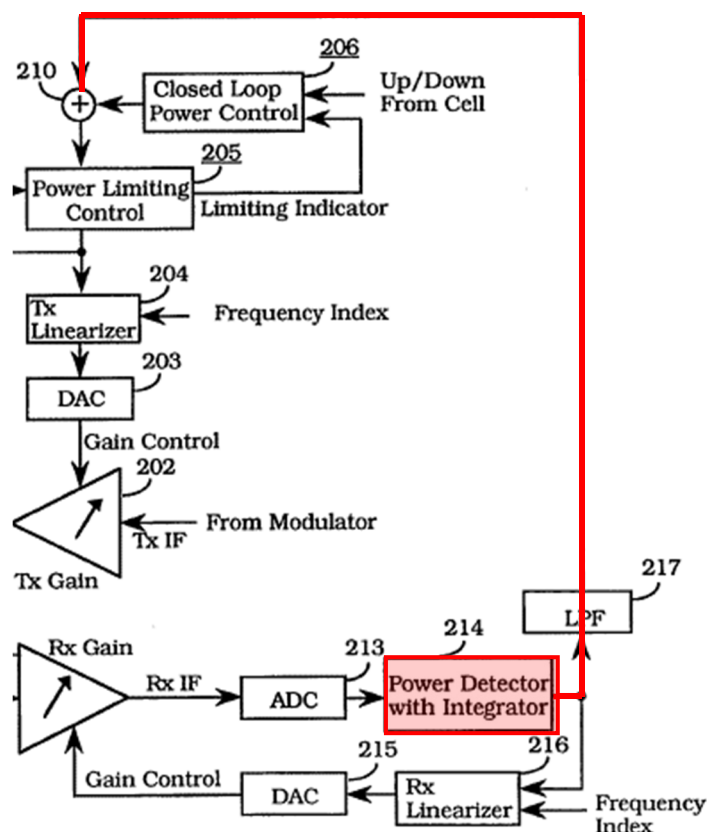 206
210
Closed Loop
Power Control
Up/Down
From Cell
+
205
Power Limiting
Control
Limiting Indicator
204
Tx
Linearizer
Frequency Index
203
DAC
Gain Control
202
From Modulator
Tx IF
Tx Gain
217
LPF
214
213
Rx Gain
Rx IF
ADC
Power Detector
with Integrator
216
215
Gain Control
DAC
Rx
Linearizer
Frequency
Index